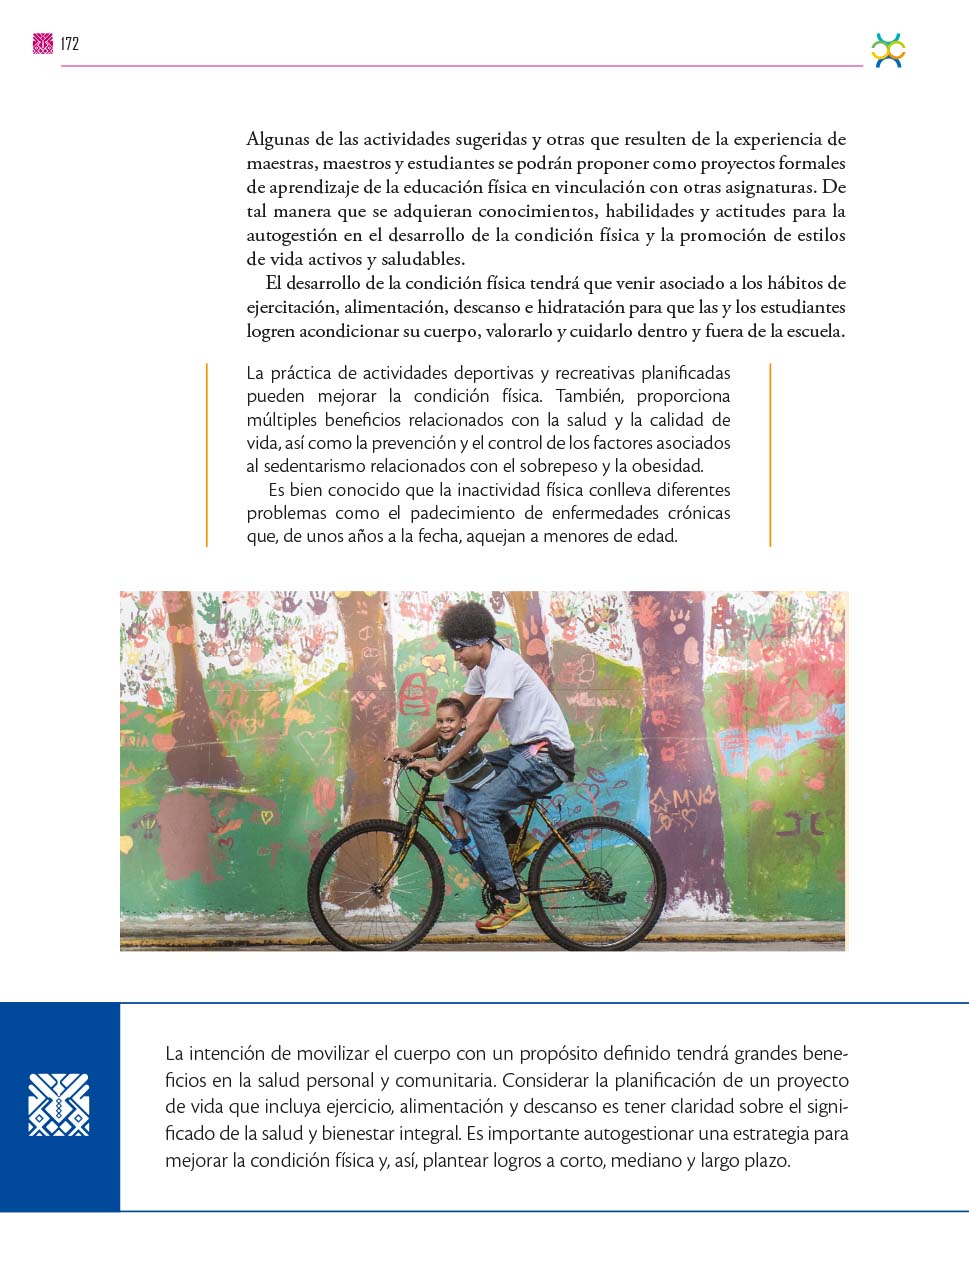 172
Algunas de las actividades sugeridas y otras que resulten de la experiencia de
maestras, maestros y estudiantes se podrán proponer como proyectos formales
de aprendizaje de la educación física en vinculación con otras asignaturas. De
tal manera que se adquieran conocimientos, habilidades y actitudes para la
autogestión en el desarrollo de la condición física y la promoción de estilos
de vida activos y saludables.
El desarrollo de la condición física tendrá que venir asociado a los hábitos de
ejercitación, alimentación, descanso e hidratación para que las y los estudiantes
logren acondicionar su cuerpo, valorarlo y cuidarlo dentro y fuera de la escuela.
La práctica de actividades deportivas y recreativas planificadas
pueden mejorar la condición física. También, proporciona
múltiples beneficios relacionados con la salud y la calidad de
vida, así como la prevención y el control de los factores asociados
al sedentarismo relacionados con el sobrepeso y la obesidad.
Es bien conocido que la inactividad física conlleva diferentes
problemas como el padecimiento de enfermedades crónicas
que, de unos años a la fecha, aquejan a menores de edad.
MV
La intención de movilizar el cuerpo con un propósito definido tendrá grandes bene-
ficios en la salud personal y comunitaria. Considerar la planificación de un proyecto
de vida que incluya ejercicio, alimentación y descanso es tener claridad sobre el signi-
ficado de la salud y bienestar integral. Es importante autogestionar una estrategia para
mejorar la condición física y, así, plantear logros a corto, mediano y largo plazo.